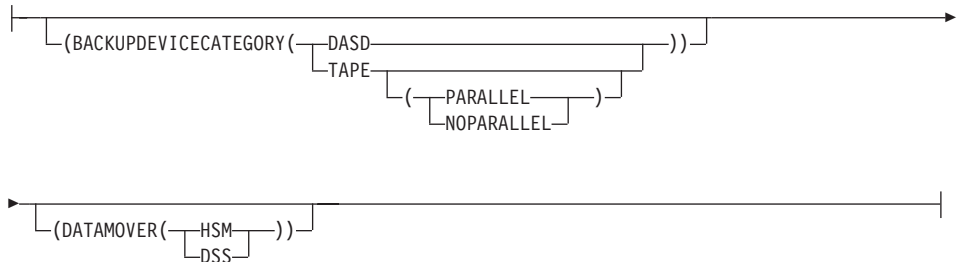 (BACKUPDEVICECATEGORY( DASD ))
TAPE
( PARALLEL )
NOPARALLEL
(DATAMOVER( HSM ))
DSS